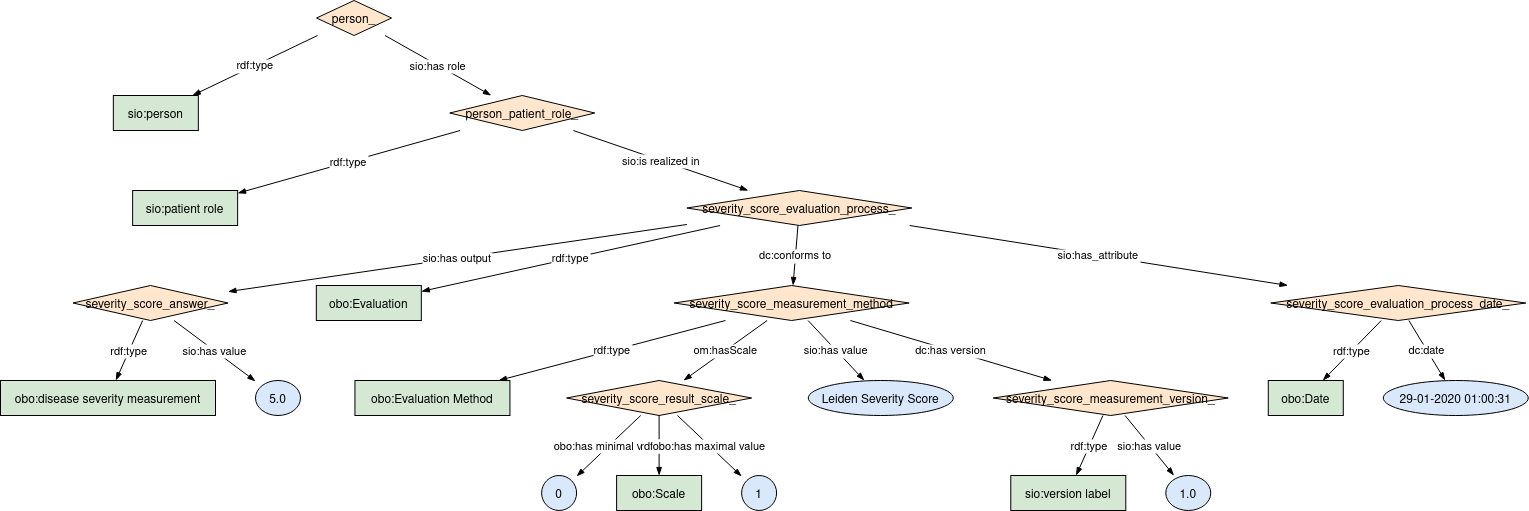 person_
rdf:type
sio:has role
sio:person
person_patient_role_
rdf:type
sio:is realized in
sio:patient role
severity_score_evaluation_process_
sio:has output
rdf:type
dc:conforms to
sio:has_attribute
severity_score_answer_
obo:Evaluation
severity_score_measurement_method
severity_score_evaluation_process_date_
rdf:type
sio:has value
rdf:type
om:hasScale
sio:has value
dc:has version
rdf:type
dc:date
obo:disease severity measurement
5.0
obo:Evaluation Method
severity_score_result_scale_
Leiden Severity Score
severity_score_measurement_version_
obo:Date
29-01-2020 01:00:31
obo:has minimal
obo:has maximal value
rdf:type
sio:has value
0
obo:Scale
1
sio:version label
1.0